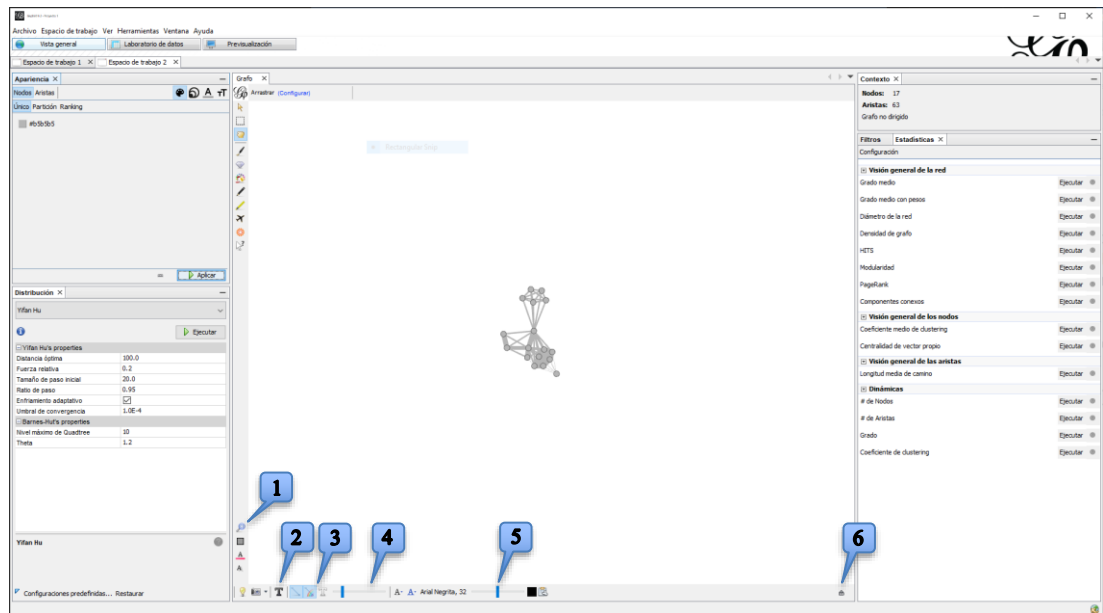 Archivo Espacio de trabajo Ver Herramientas Ventana Ayuda
Vista general Laboratorio de datos Previsualización
Espacio de trabajo 1 X Espacio de trabajo 2 X
Apariencia X
Nodos Aristas
Único Partición Ranking
#b5b5b5
Aplicar
Distribución X
Yifan Hu
Ejecutar
Yifan Hu's properties
Distancia óptima 100.0
Fuerza relativa 0.2
Tamaño de paso inicial 20.0
Ratio de paso 0.95
Enfriamiento adaptativo
Umbral de convergencia 1.0E-4
Barnes-Hut's properties
Nivel máximo de Quadtree 10
Theta 1.2
Yifan Hu
Configuraciones predefinidas... Restaurar
Grafo X
Arrastrar (Configurar)
1
2
3
4
5
6
T
A- A- Arial Negrita, 32
Contexto X
Nodos: 17
Aristas: 63
Grafo no dirigido
Filtros Estadísticas X
Configuración
Visión general de la red
Grado medio Ejecutar
Grado medio con pesos Ejecutar
Diámetro de la red Ejecutar
Densidad de grafo Ejecutar
HITS Ejecutar
Modularidad Ejecutar
PageRank Ejecutar
Componentes conexos Ejecutar
Visión general de los nodos
Coeficiente medio de clustering Ejecutar
Centralidad de vector propio Ejecutar
Visión general de las aristas
Longitud media de camino Ejecutar
Dinámicas
# de Nodos Ejecutar
# de Aristas Ejecutar
Grado Ejecutar
Coeficiente de clustering Ejecutar